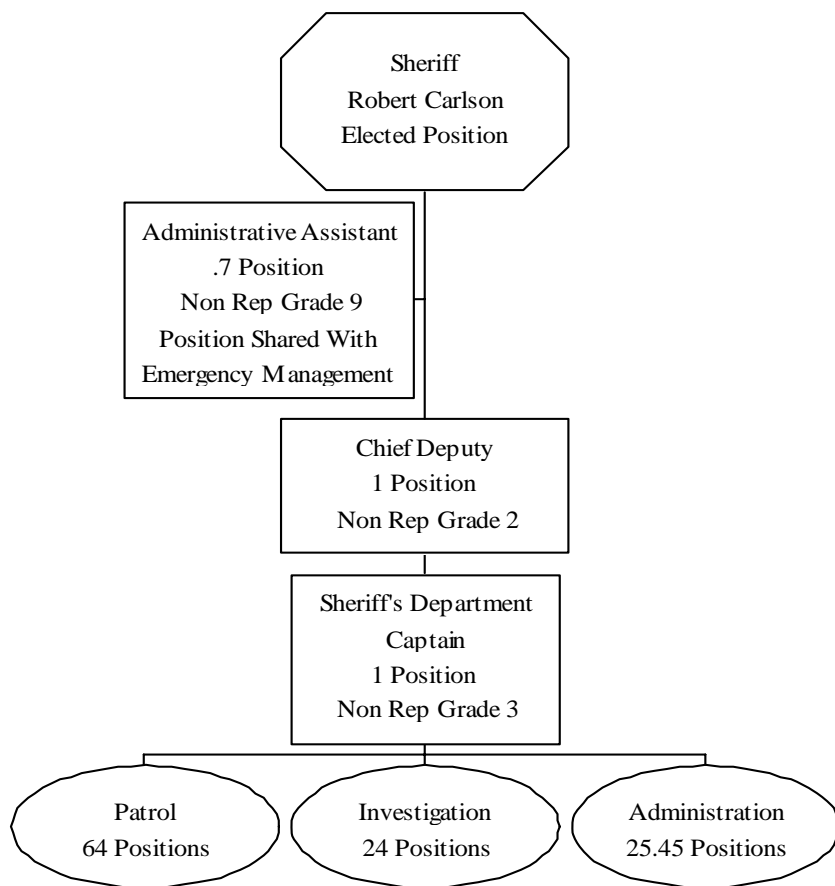 Sheriff
Robert Carlson
Elected Position
Administrative Assistant
.7 Position
Non Rep Grade 9
Position Shared With
Emergency Management
Chief Deputy
1 Position
Non Rep Grade 2
Sheriff's Department
Captain
1 Position
Non Rep Grade 3
Patrol
64 Positions
Investigation
24 Positions
Administration
25.45 Positions